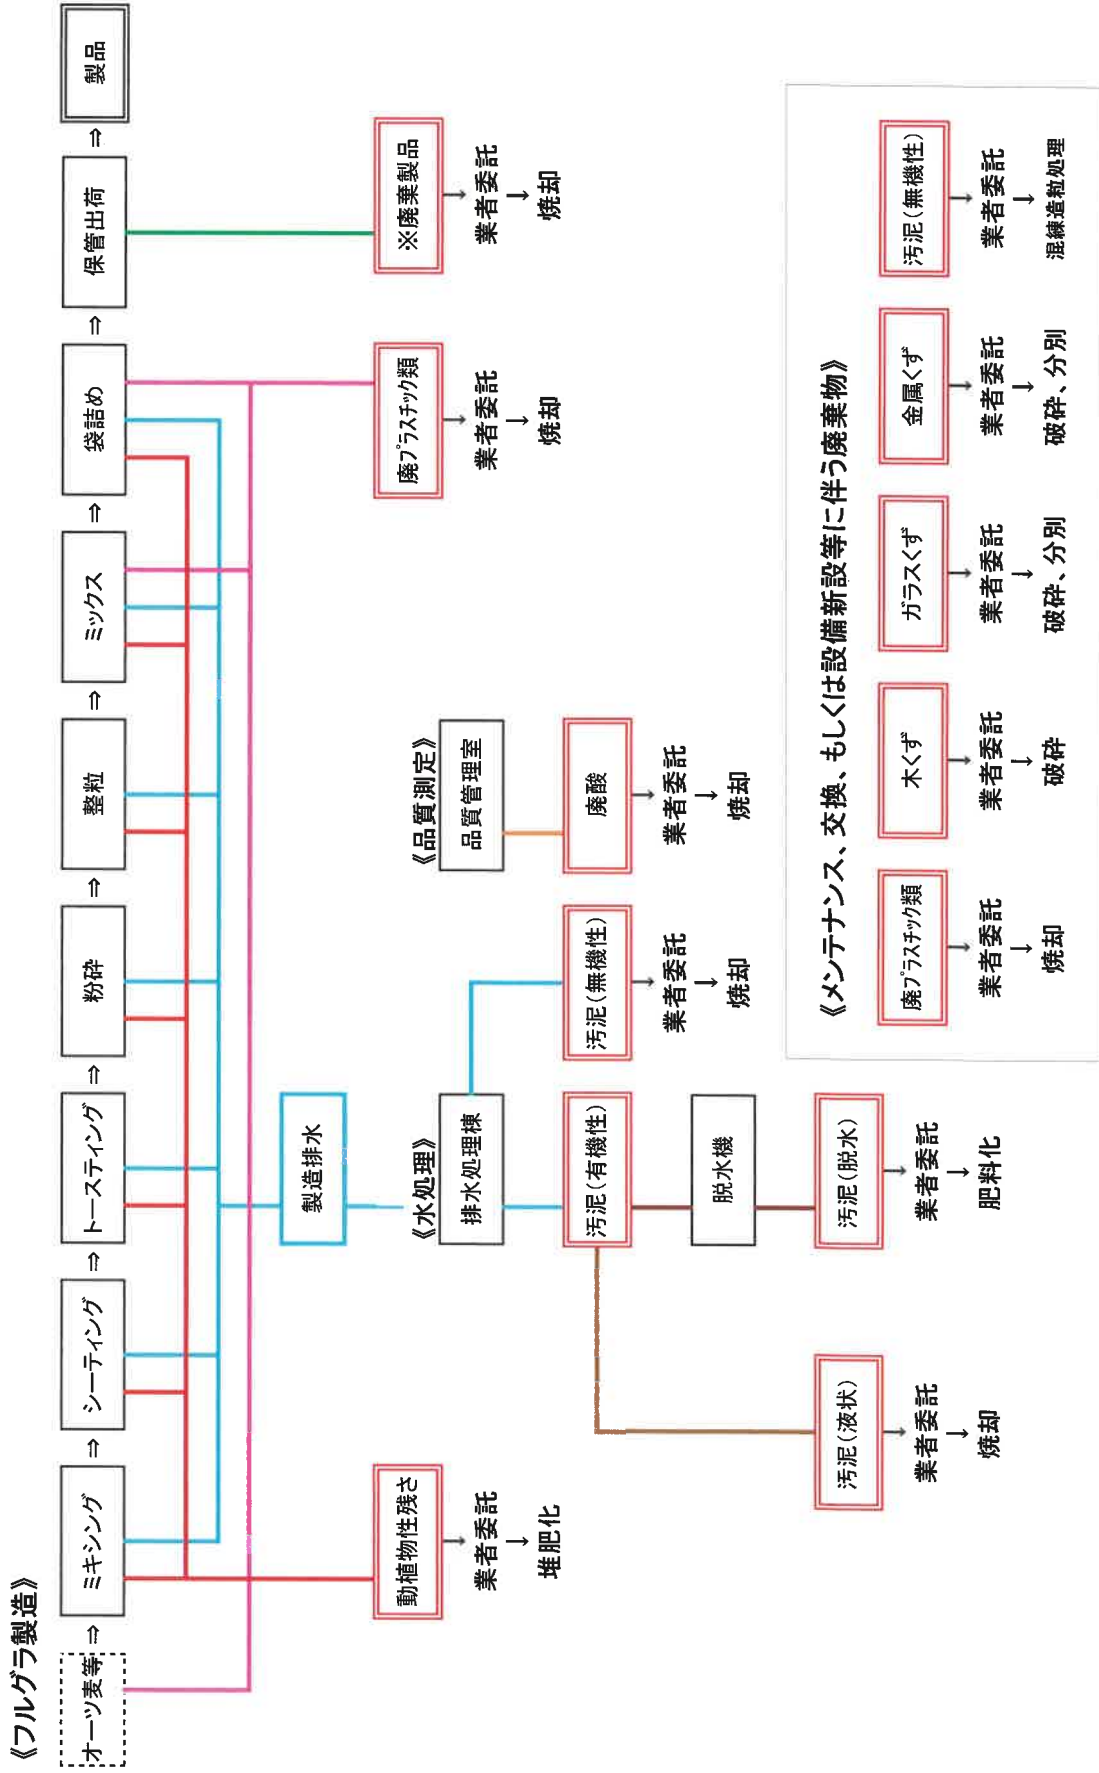 《フルグラ製造》
オーツ麦等 ⇒ ミキシング ⇒ シーティング ⇒ トースティング ⇒ 粉砕 ⇒ 整粒 ⇒ ミックス ⇒ 袋詰め ⇒ 保管出荷 ⇒ 製品
製造排水
動植物性残さ
↓
業者委託
↓
堆肥化
廃プラスチック類
↓
業者委託
↓
焼却
※廃棄製品
↓
業者委託
↓
焼却
《水処理》
排水処理棟
汚泥(有機性)
脱水機
汚泥(液状)
↓
業者委託
↓
焼却
汚泥(脱水)
↓
業者委託
↓
肥料化
汚泥(無機性)
↓
業者委託
↓
焼却
《品質測定》
品質管理室
廃酸
↓
業者委託
↓
焼却
《メンテナンス、交換、もしくは設備新設等に伴う廃棄物》
廃プラスチック類
↓
業者委託
↓
焼却
木くず
↓
業者委託
↓
破砕
ガラスくず
↓
業者委託
↓
破砕、分別
金属くず
↓
業者委託
↓
破砕、分別
汚泥(無機性)
↓
業者委託
↓
混練造粒処理